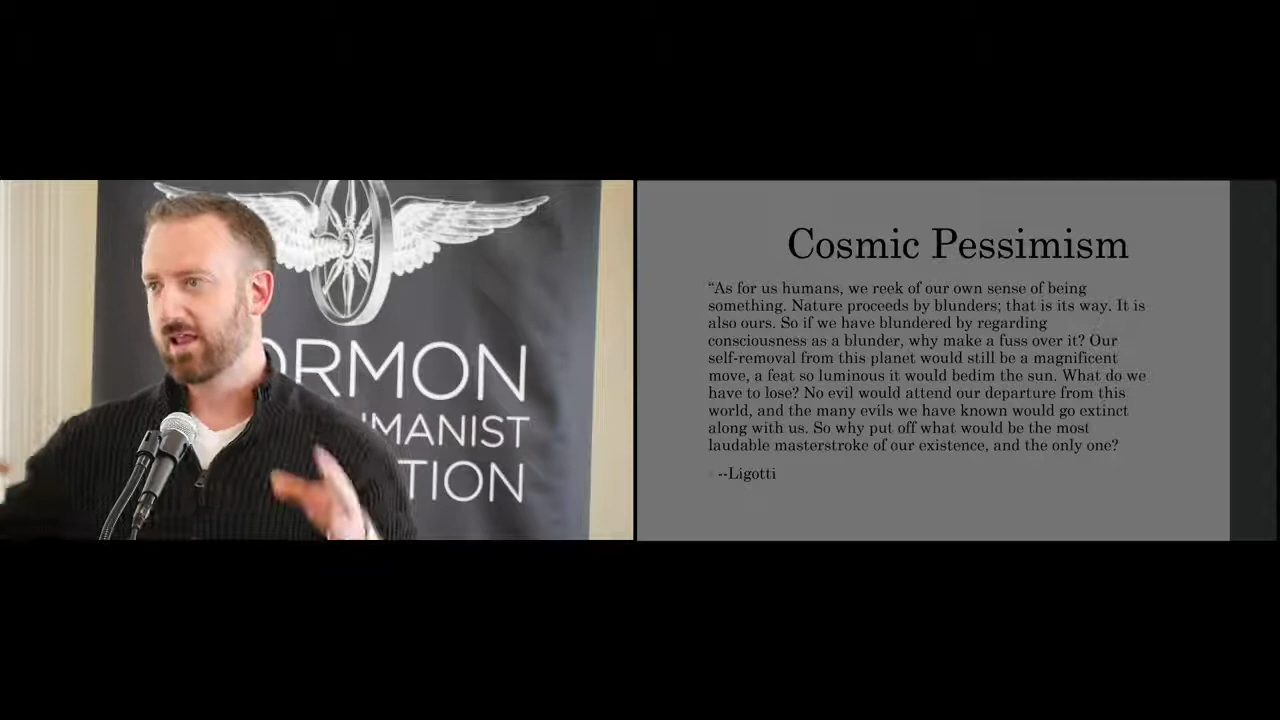 ORMON
MANIST
TION
Cosmic Pessimism
“As for us humans, we reek of our own sense of being
something. Nature proceeds by blunders; that is its way. It is
also ours. So if we have blundered by regarding
consciousness as a blunder, why make a fuss over it? Our
self-removal from this planet would still be a magnificent
move, a feat so luminous it would bedim the sun. What do we
have to lose? No evil would attend our departure from this
world, and the many evils we have known would go extinct
along with us. So why put off what would be the most
laudable masterstroke of our existence, and the only one?
--Ligotti